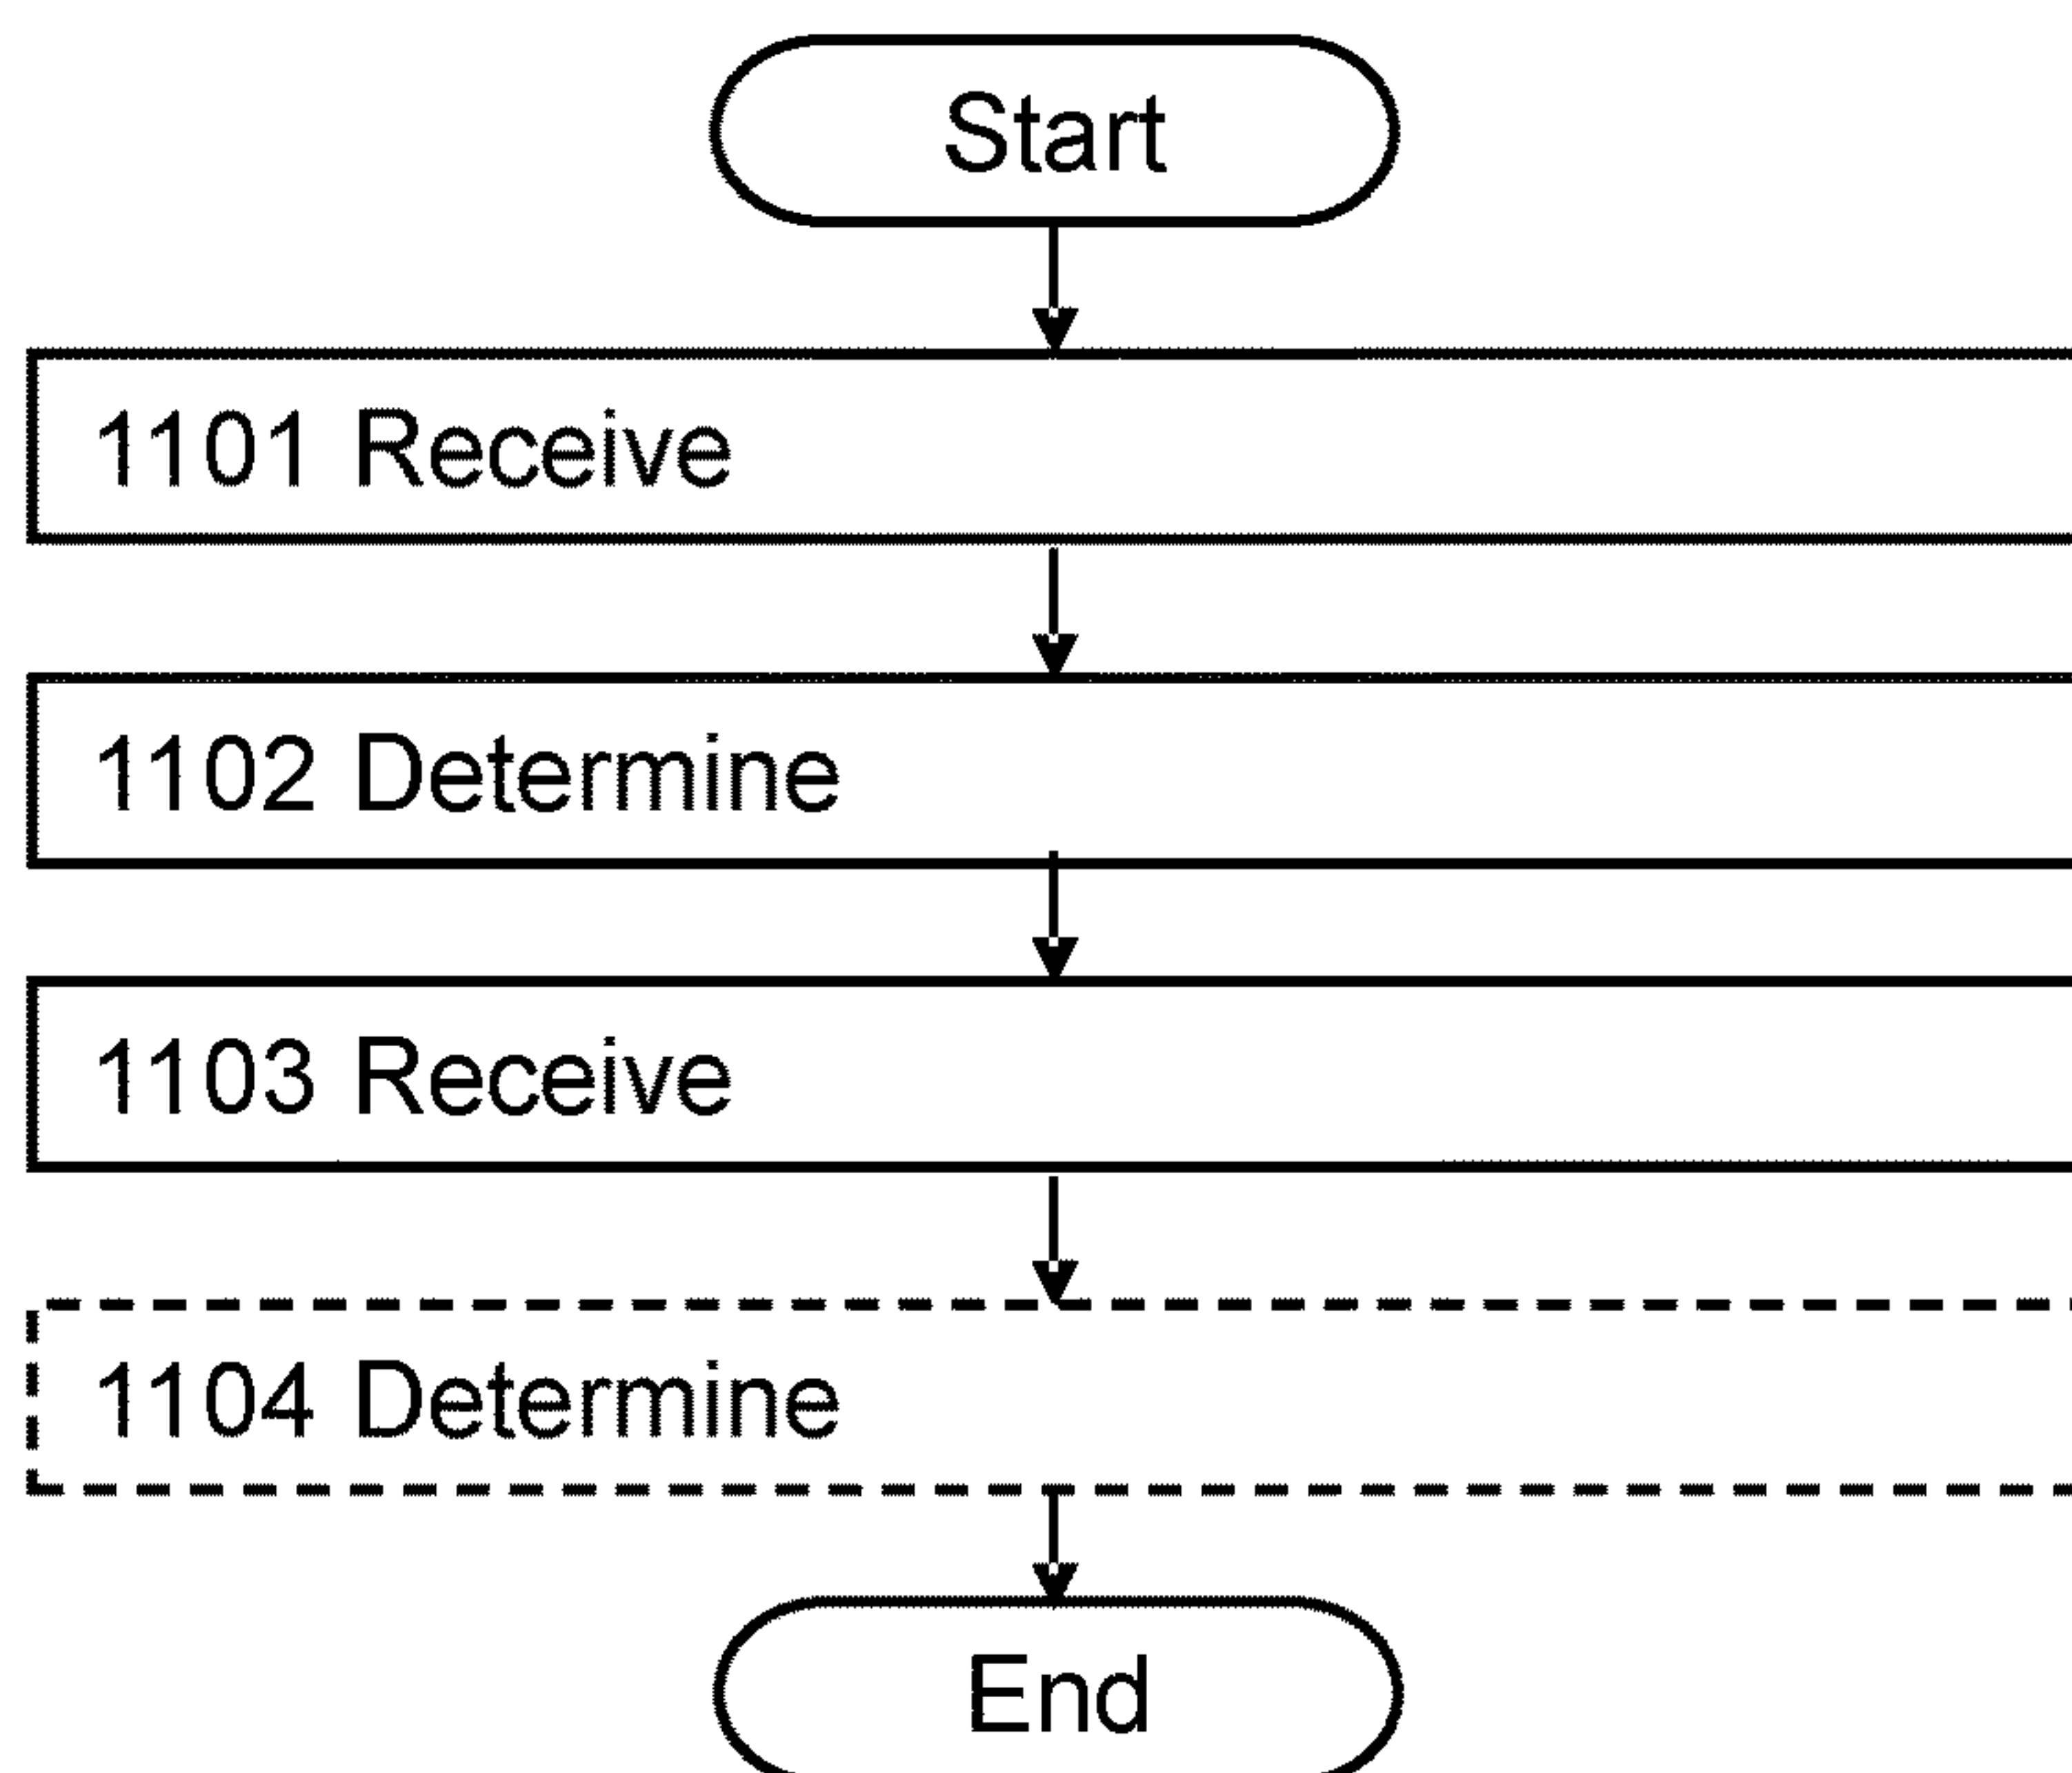 Start
1101 Receive
1102 Determine
1103 Receive
1104 Determine
End